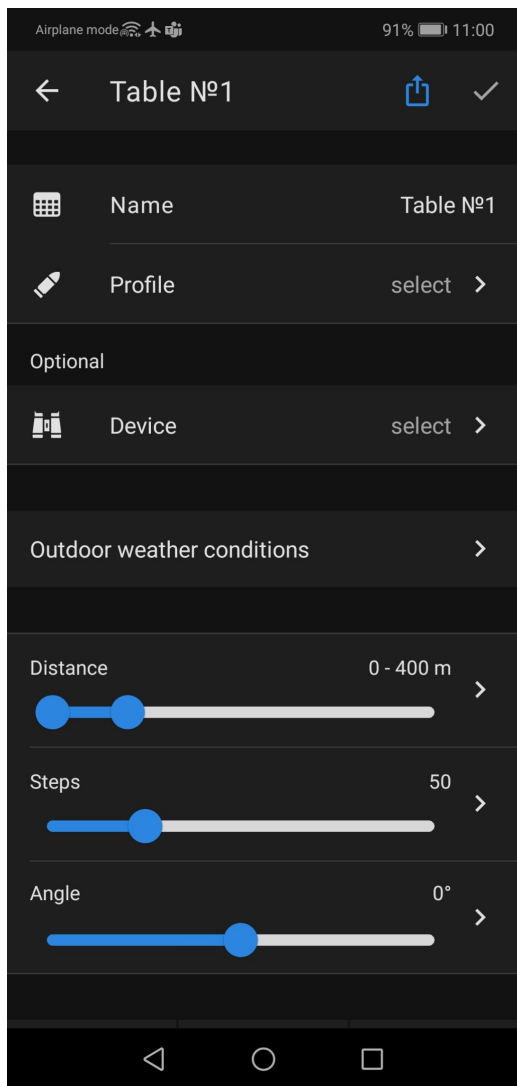 Airplane mode 91% 11:00
Table №1
Name Table №1
Profile select
Optional
Device select
Outdoor weather conditions
Distance 0 - 400 m
Steps 50
Angle 0°